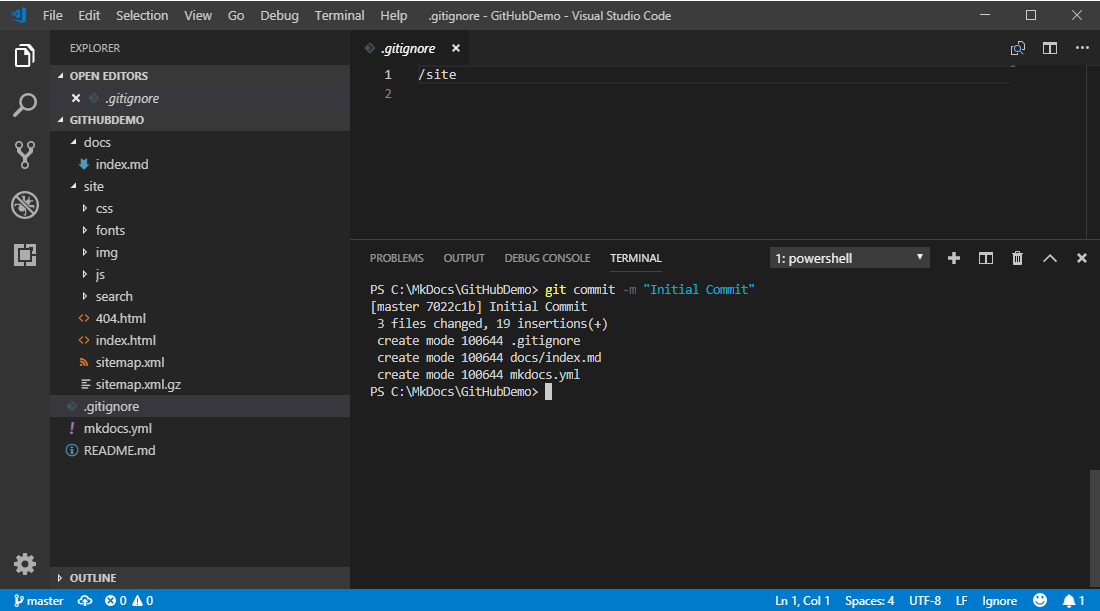 File Edit Selection View Go Debug Terminal Help .gitignore - GitHubDemo - Visual Studio Code
EXPLORER
OPEN EDITORS
.gitignore
GITHUBDEMO
docs
index.md
site
css
fonts
img
js
search
404.html
index.html
sitemap.xml
sitemap.xml.gz
.gitignore
mkdocs.yml
README.md
OUTLINE
.gitignore
1 /site
2
PROBLEMS OUTPUT DEBUG CONSOLE TERMINAL 1: powershell
PS C:\MkDocs\GitHubDemo> git commit -m "Initial Commit"
[master 7022c1b] Initial Commit
3 files changed, 19 insertions(+)
create mode 100644 .gitignore
create mode 100644 docs/index.md
create mode 100644 mkdocs.yml
PS C:\MkDocs\GitHubDemo>
master 0 0 Ln 1, Col 1 Spaces: 4 UTF-8 LF Ignore 1